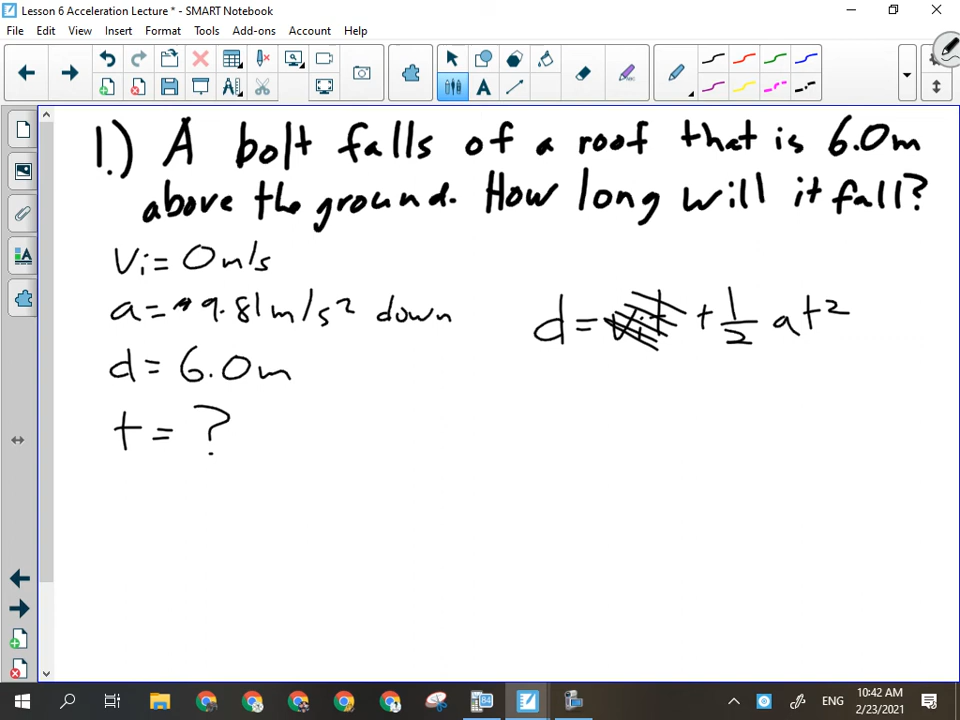 Lesson 6 Acceleration Lecture * - SMART Notebook
File Edit View Insert Format Tools Add-ons Account Help
1.) A bolt falls of a roof that is 6.0m
above the ground. How long will it fall?
Vi = 0m/s
a = 9.81m/s² down
d = Vit + 1/2 at²
d = 6.0m
t = ?
ENG
10:42 AM
2/23/2021